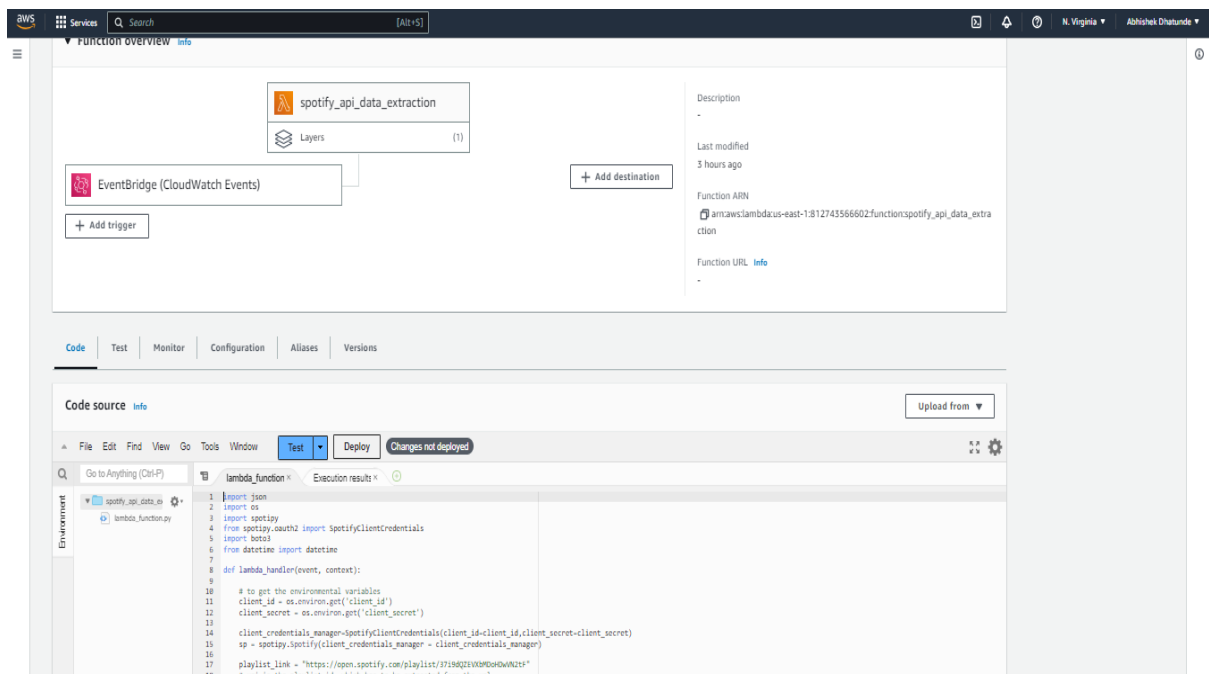 aws Services Search [Alt+S] N. Virginia ▼ Abhishek Dhatunde ▼
▼ Function overview Info
spotify_api_data_extraction
Layers (1)
EventBridge (CloudWatch Events)
+ Add trigger
+ Add destination
Description
-
Last modified
3 hours ago
Function ARN
arn:aws:lambda:us-east-1:812743566602:function:spotify_api_data_extra
ction
Function URL Info
-
Code Test Monitor Configuration Aliases Versions
Code source Info Upload from ▼
File Edit Find View Go Tools Window Test Deploy Changes not deployed
Go to Anything (Ctrl-P) lambda_function × Execution results ×
Environment
spotify_api_data_ex
lambda_function.py
1 import json
2 import os
3 import spotipy
4 from spotipy.oauth2 import SpotifyClientCredentials
5 import boto3
6 from datetime import datetime
7
8 def lambda_handler(event, context):
9
10 # to get the environmental variables
11 client_id = os.environ.get('client_id')
12 client_secret = os.environ.get('client_secret')
13
14 client_credentials_manager=SpotifyClientCredentials(client_id=client_id,client_secret=client_secret)
15 sp = spotipy.Spotify(client_credentials_manager = client_credentials_manager)
16
17 playlist_link = "https://open.spotify.com/playlist/37i9dQZEVXbMDoHDwVN2tF"